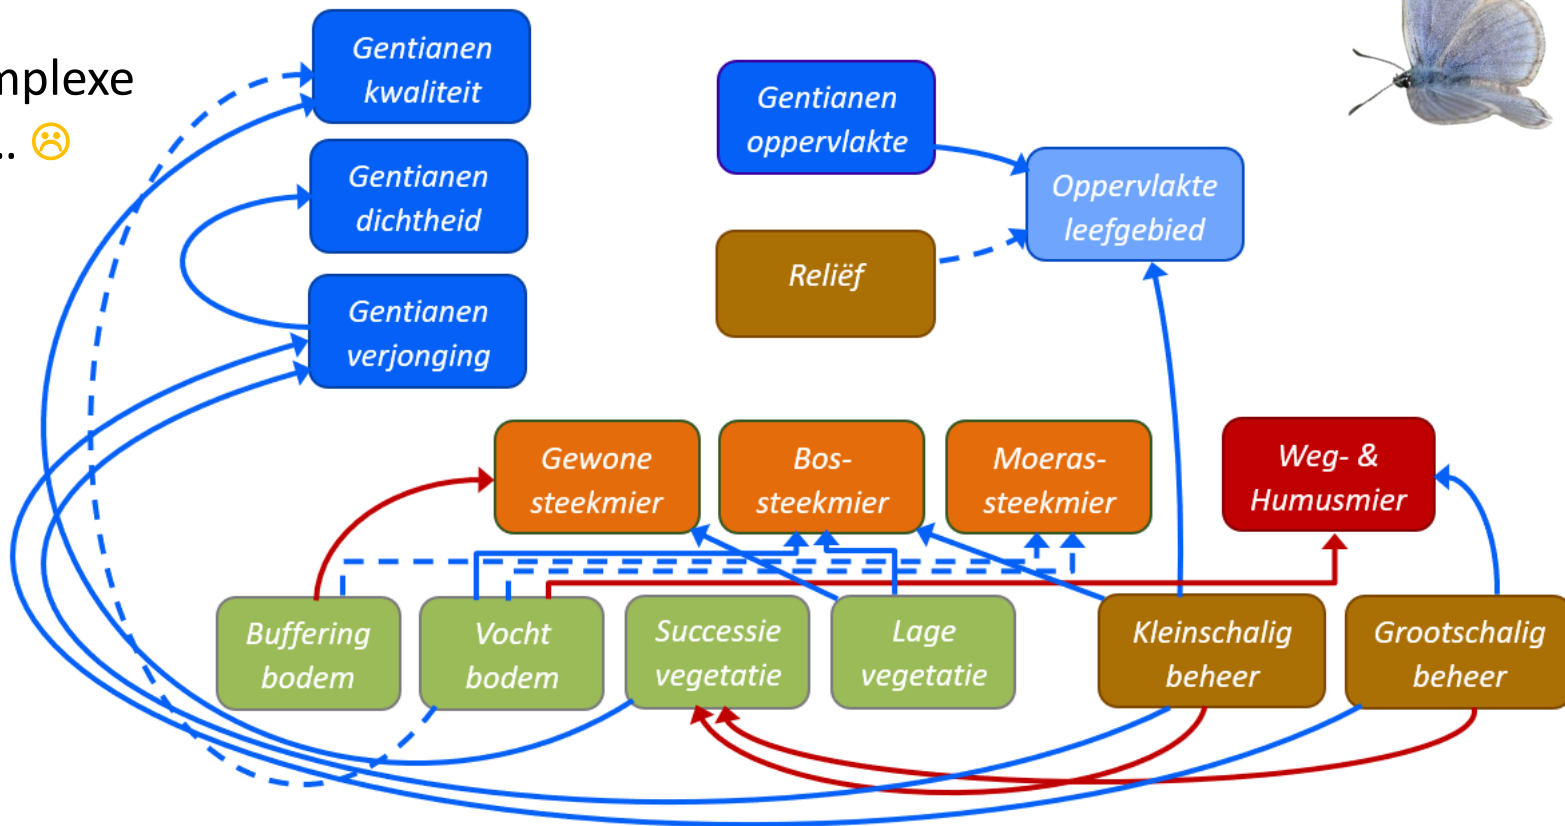 mplexe
..
Gentianen
kwaliteit
Gentianen
dichtheid
Gentianen
verjonging
Gentianen
oppervlakte
Reliëf
Oppervlakte
leefgebied
Gewone
steekmier
Bos-
steekmier
Moeras-
steekmier
Weg- &
Humusmier
Buffering
bodem
Vocht
bodem
Successie
vegetatie
Lage
vegetatie
Kleinschalig
beheer
Grootschalig
beheer